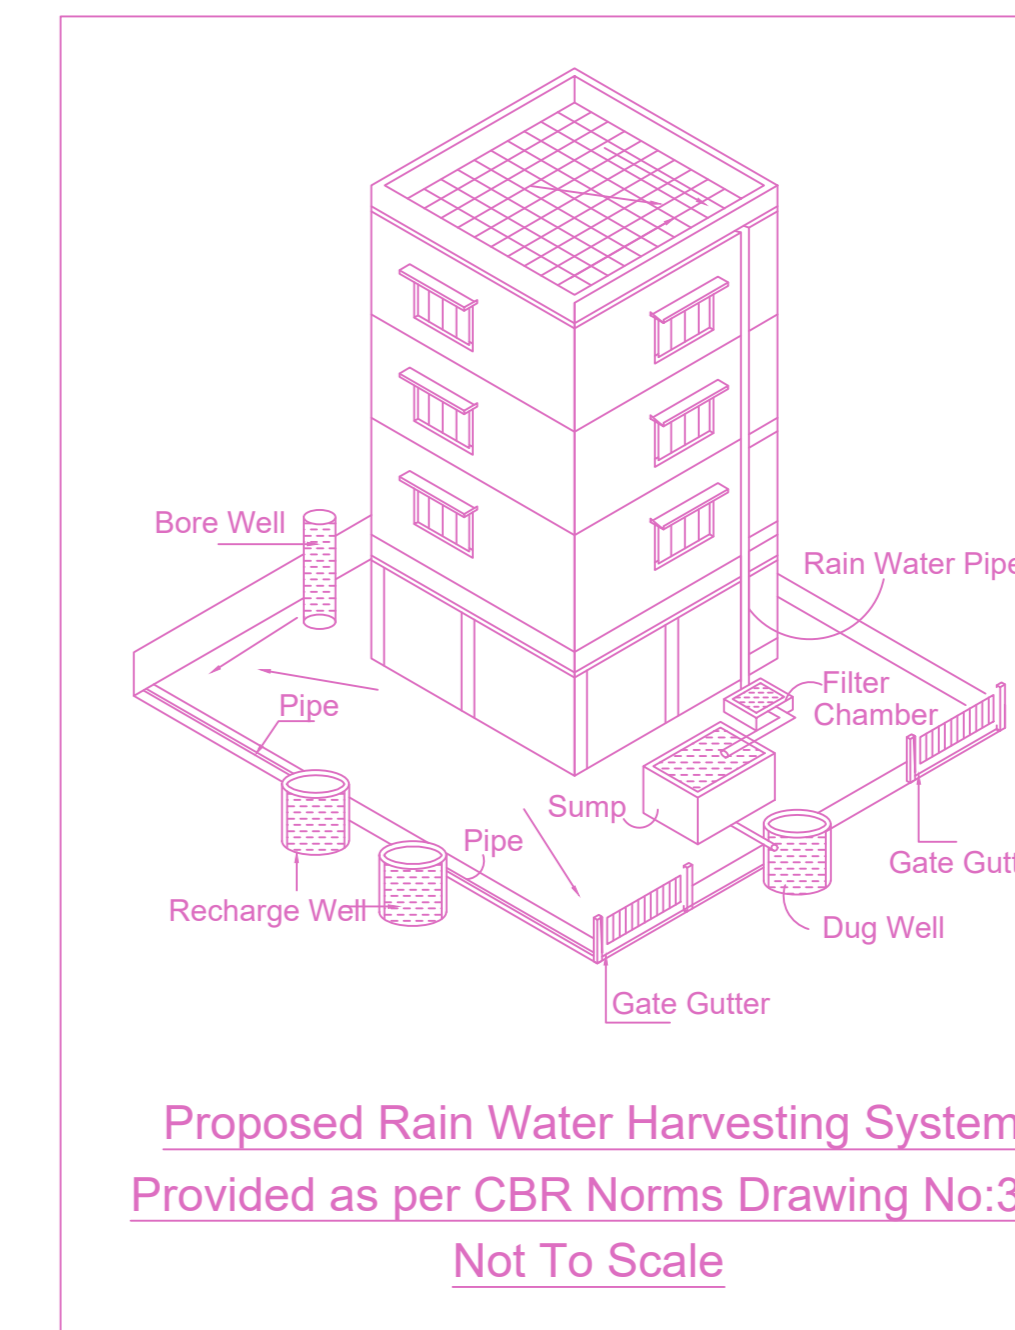 Bore Well
Rain Water Pipe
Filter
Chamber
Pipe
Sump
Pipe
Gate Gutt
Recharge Well
Dug Well
Gate Gutter
Proposed Rain Water Harvesting System
Provided as per CBR Norms Drawing No:3
Not To Scale